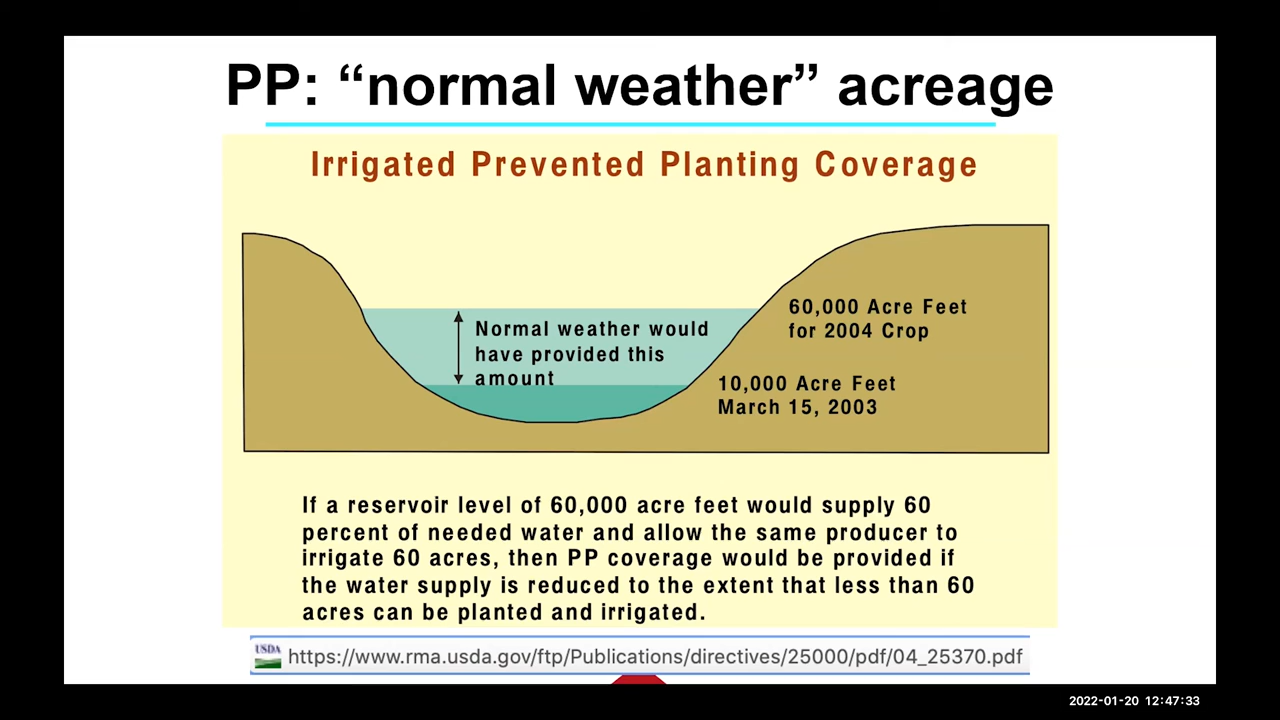 PP: “normal weather” acreage
Irrigated Prevented Planting Coverage
60,000 Acre Feet
for 2004 Crop
Normal weather would
have provided this
amount
10,000 Acre Feet
March 15, 2003
If a reservoir level of 60,000 acre feet would supply 60
percent of needed water and allow the same producer to
irrigate 60 acres, then PP coverage would be provided if
the water supply is reduced to the extent that less than 60
acres can be planted and irrigated.
USDA
https://www.rma.usda.gov/ftp/Publications/directives/25000/pdf/04_25370.pdf
2022-01-20 12:47:33